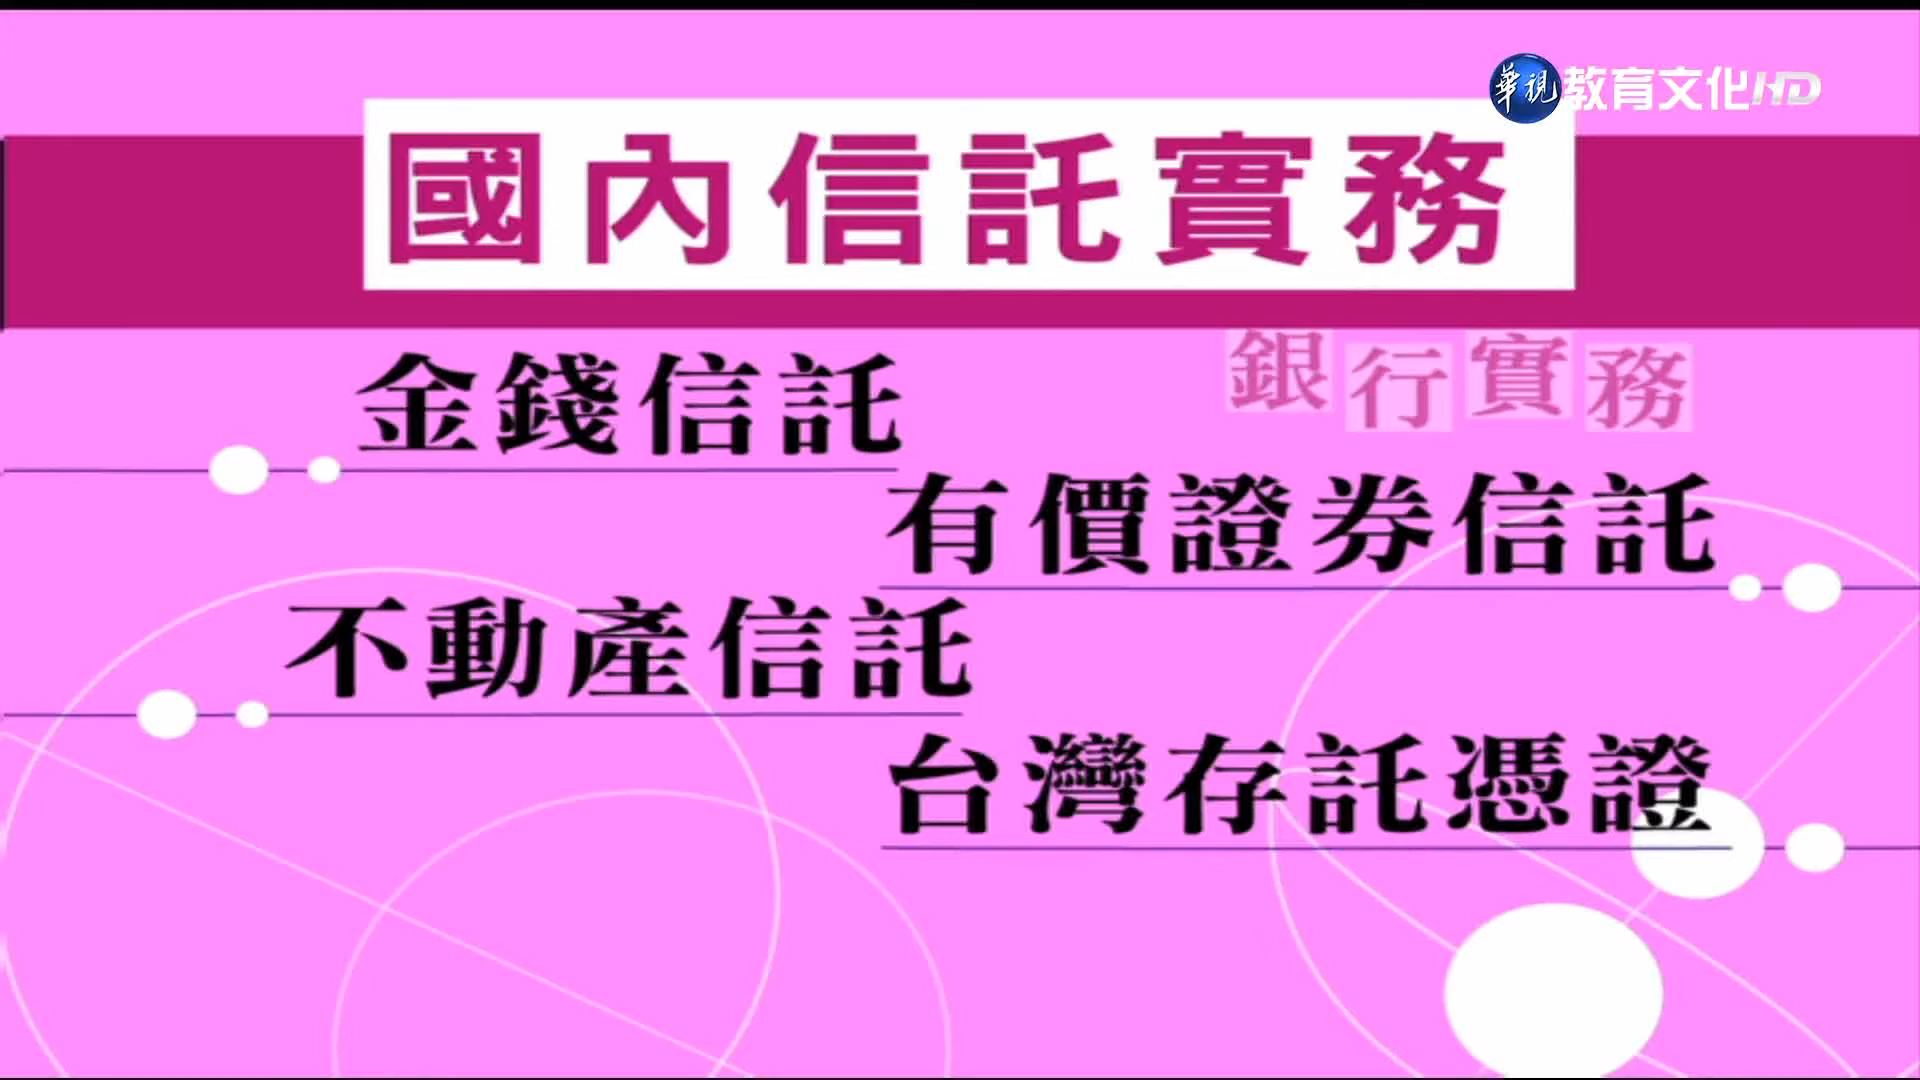 華視 教育文化HD
國內信託實務
銀行實務
金錢信託
有價證券信託
不動產信託
台灣存託憑證